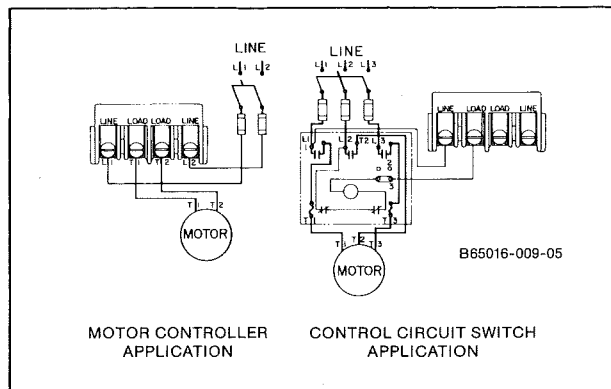 LINE
L1 L2
LINE LOAD LOAD LINE
T1 T2 L2
T1 T2
MOTOR
MOTOR CONTROLLER
APPLICATION
LINE
L1 L2 L3
L1 L2 T2 L3
2
3
T1 T3
T1 T2 T3
MOTOR
LINE LOAD LOAD LINE
B65016-009-05
CONTROL CIRCUIT SWITCH
APPLICATION